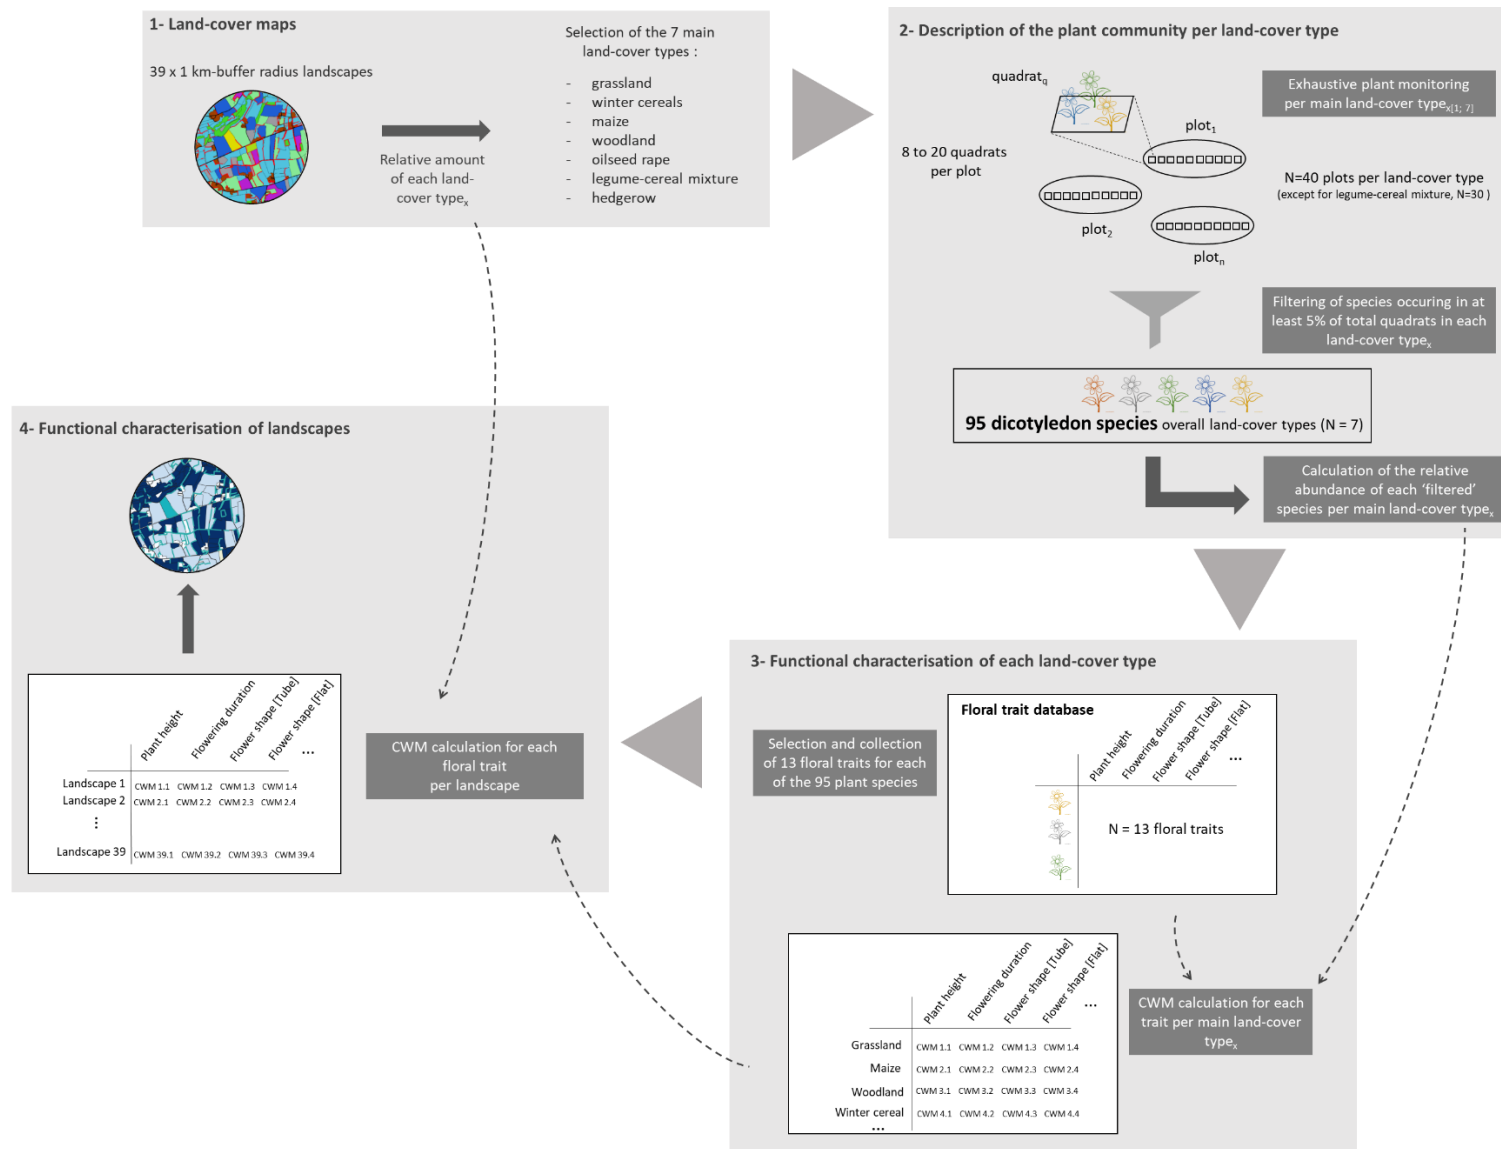 1- Land-cover maps
39 x 1 km-buffer radius landscapes
Relative amount
of each land-
cover typex
Selection of the 7 main
land-cover types :
- grassland
- winter cereals
- maize
- woodland
- oilseed rape
- legume-cereal mixture
- hedgerow
2- Description of the plant community per land-cover type
quadratq
8 to 20 quadrats
per plot
plot1
plot2
plotn
Exhaustive plant monitoring
per main land-cover typex[1; 7]
N=40 plots per land-cover type
(except for legume-cereal mixture, N=30 )
Filtering of species occuring in at
least 5% of total quadrats in each
land-cover typex
95 dicotyledon species overall land-cover types (N = 7)
Calculation of the relative
abundance of each ‘filtered’
species per main land-cover typex
3- Functional characterisation of each land-cover type
Selection and collection
of 13 floral traits for each
of the 95 plant species
Floral trait database
Plant height
Flowering duration
Flower shape [Tube]
Flower shape [Flat]
...
N = 13 floral traits
CWM calculation for each
trait per main land-cover
typex
Plant height
Flowering duration
Flower shape [Tube]
Flower shape [Flat]
...
Grassland CWM 1.1 CWM 1.2 CWM 1.3 CWM 1.4
Maize CWM 2.1 CWM 2.2 CWM 2.3 CWM 2.4
Woodland CWM 3.1 CWM 3.2 CWM 3.3 CWM 3.4
Winter cereal CWM 4.1 CWM 4.2 CWM 4.3 CWM 4.4
...
4- Functional characterisation of landscapes
CWM calculation for each
floral trait
per landscape
Plant height
Flowering duration
Flower shape [Tube]
Flower shape [Flat]
...
Landscape 1 CWM 1.1 CWM 1.2 CWM 1.3 CWM 1.4
Landscape 2 CWM 2.1 CWM 2.2 CWM 2.3 CWM 2.4
⋮
Landscape 39 CWM 39.1 CWM 39.2 CWM 39.3 CWM 39.4